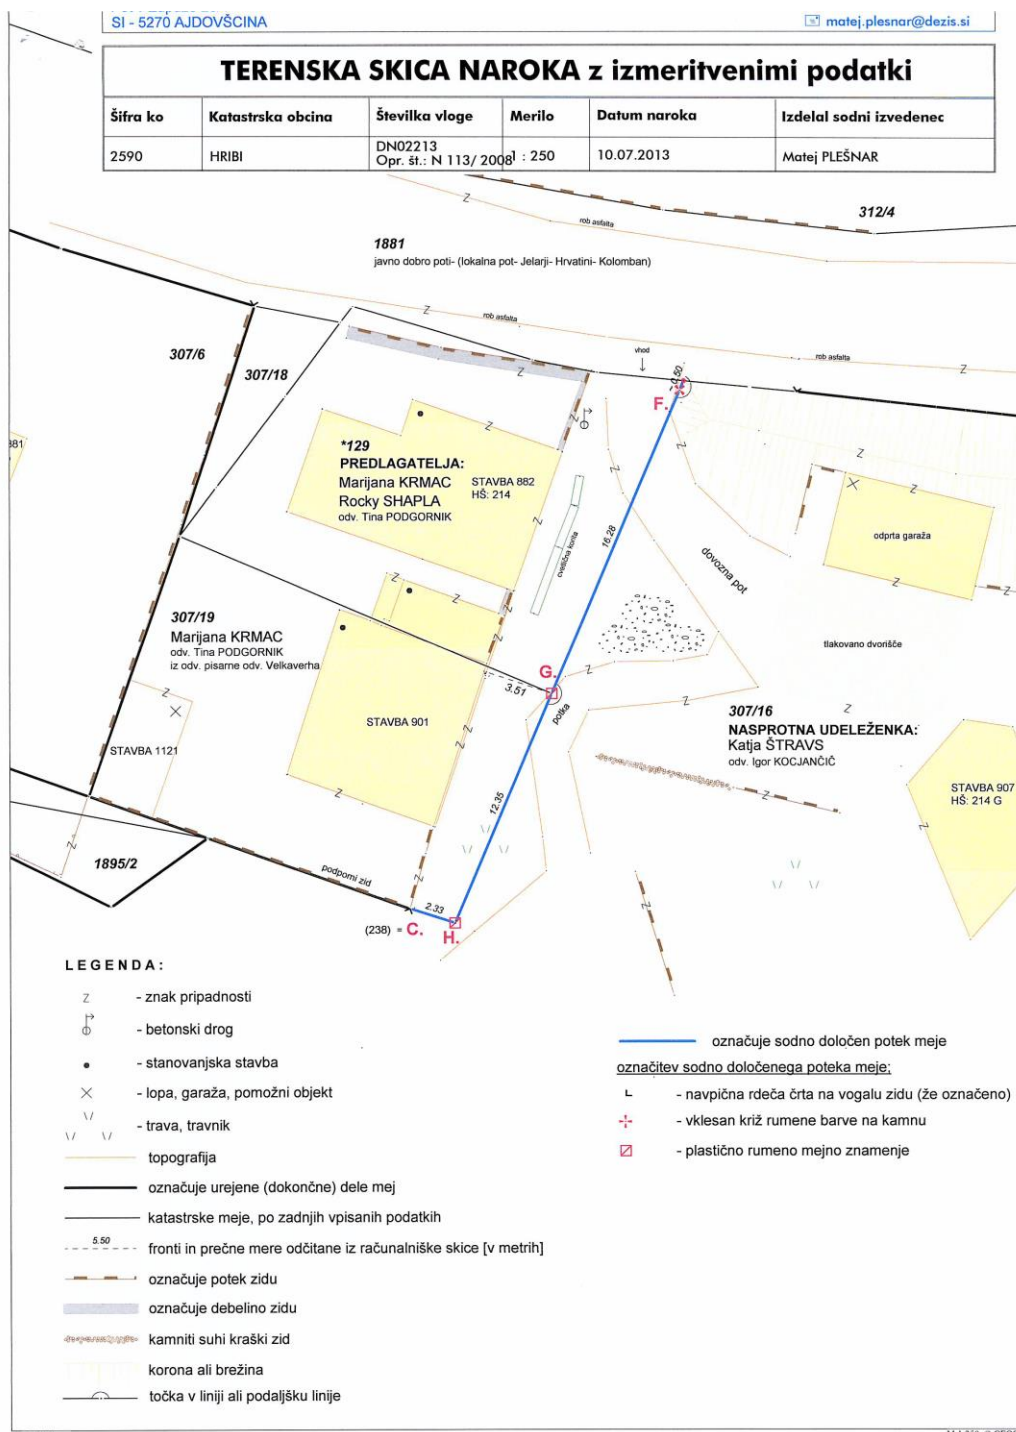 SI - 5270 AJDOVŠČINA
matej.plesnar@dezis.si
TERENSKA SKICA NAROKA z izmeritvenimi podatki
Šifra ko Katastrska obcina Številka vloge Merilo Datum naroka Izdelal sodni izvedenec
2590 HRIBI DN02213 Opr. št.: N 113/ 2008 1 : 250 10.07.2013 Matej PLEŠNAR
312/4
rob asfalta
1881
javno dobro poti- (lokalna pot- Jelarji- Hrvatini- Kolomban)
rob asfalta
307/6
307/18
vhod
rob asfalta
0.50
F.
881
*129
PREDLAGATELJA:
Marijana KRMAC
Rocky SHAPLA
odv. Tina PODGORNIK
STAVBA 882
HŠ: 214
cvetlična korita
16.28
dovozna pot
odprta garaža
307/19
Marijana KRMAC
odv. Tina PODGORNIK
iz odv. pisarne odv. Velkaverha
tlakovano dvorišče
G.
3.51
potka
STAVBA 901
STAVBA 1121
307/16
NASPROTNA UDELEŽENKA:
Katja ŠTRAVS
odv. Igor KOCJANČIČ
STAVBA 907
HŠ: 214 G
12.35
1895/2
podporni zid
2.33
(238) = C.
H.
LEGENDA:
Z - znak pripadnosti
- betonski drog
- stanovanjska stavba
- lopa, garaža, pomožni objekt
- trava, travnik
topografija
označuje urejene (dokončne) dele mej
katastrske meje, po zadnjih vpisanih podatkih
5.50 fronti in prečne mere odčitane iz računalniške skice [v metrih]
označuje potek zidu
označuje debelino zidu
kamniti suhi kraški zid
korona ali brežina
točka v liniji ali podaljšku linije
označuje sodno določen potek meje
označitev sodno določenega poteka meje:
- navpična rdeča črta na vogalu zidu (že označeno)
- vklesan križ rumene barve na kamnu
- plastično rumeno mejno znamenje